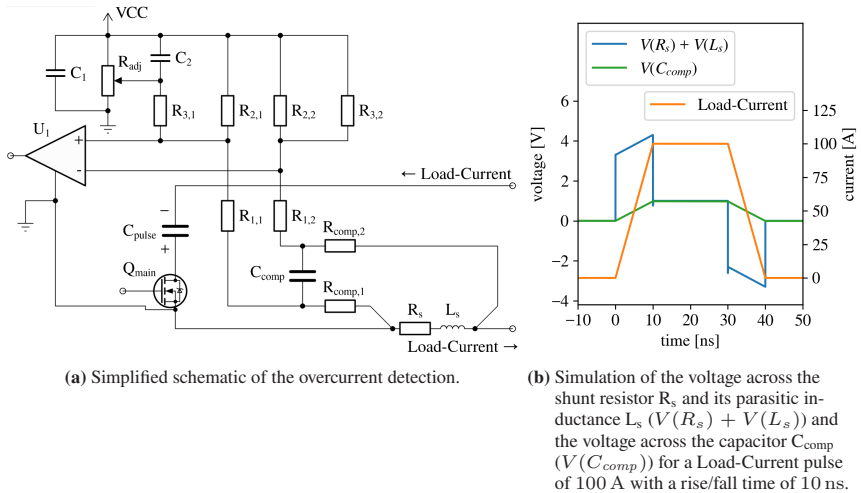 VCC
C1
Radj
C2
R3,1
R2,1
R2,2
R3,2
U1
+
-
← Load-Current
R1,1
R1,2
Rcomp,2
−
Cpulse
+
Ccomp
Qmain
Rcomp,1
Rs
Ls
Load-Current →
(a) Simplified schematic of the overcurrent detection.
V(Rs) + V(Ls)
V(Ccomp)
Load-Current
voltage [V]
6
4
2
0
−2
−4
current [A]
125
100
75
50
25
0
−10 0 10 20 30 40 50
time [ns]
(b) Simulation of the voltage across the
shunt resistor Rs and its parasitic in-
ductance Ls (V(Rs) + V(Ls)) and
the voltage across the capacitor Ccomp
(V(Ccomp)) for a Load-Current pulse
of 100 A with a rise/fall time of 10 ns.